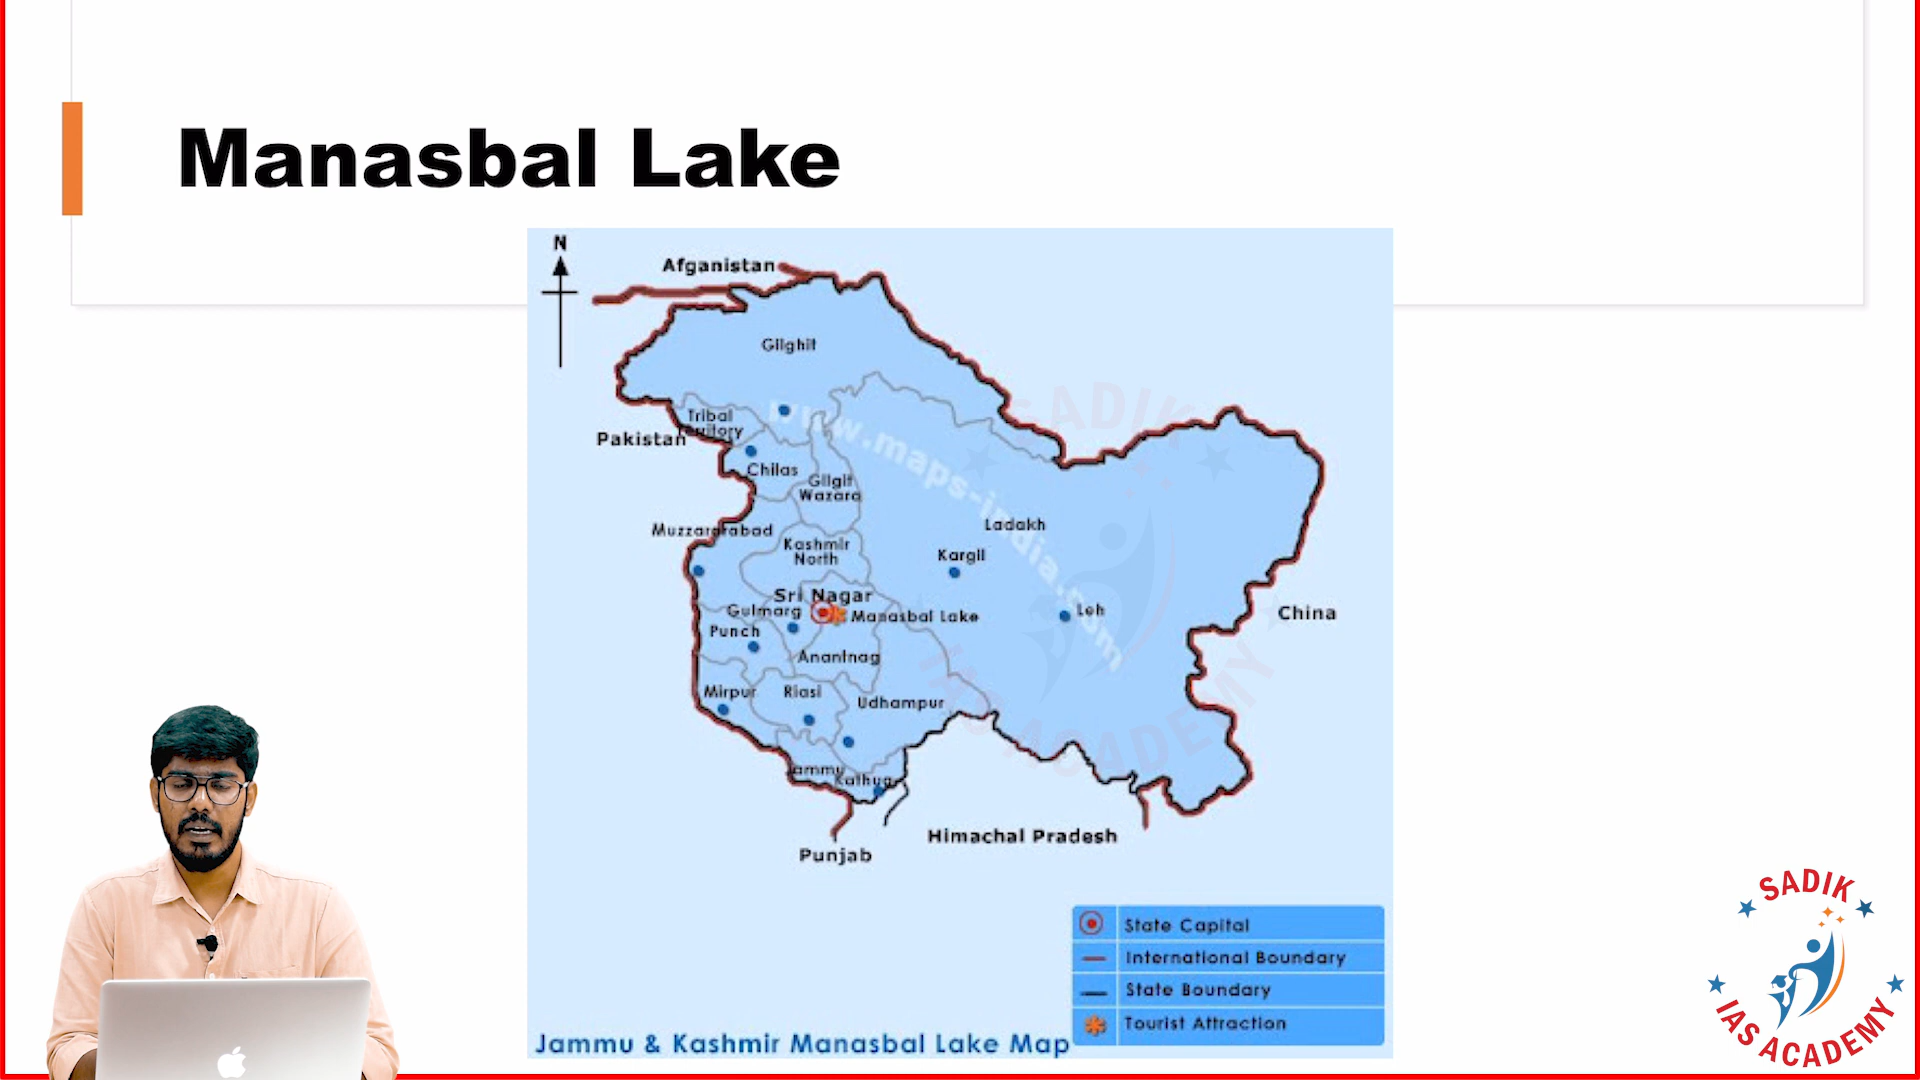 Manasbal Lake
N
Afganistan
Gilghit
Tribal
Pakistan
Chilas
Gilgit
Wazara
www.maps-india.com
Ladakh
Kashmir
North
Kargil
Sri Nagar
Gulmarg
Manasbal Lake
Leh
China
Punch
Anantnag
Mirpur
Riasi
Udhampur
Jammu
Kathua
Himachal Pradesh
Punjab
State Capital
International Boundary
State Boundary
Tourist Attraction
Jammu & Kashmir Manasbal Lake Map
SADIK
IAS ACADEMY
SADIK
IAS ACADEMY